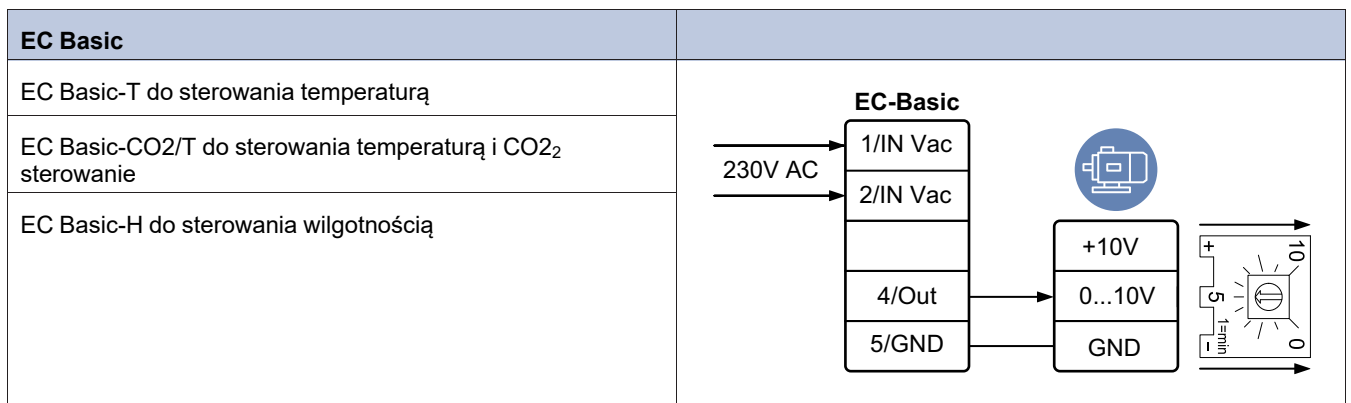 EC Basic
EC Basic-T do sterowania temperaturą
EC Basic-CO2/T do sterowania temperaturą i CO2₂
sterowanie
EC Basic-H do sterowania wilgotnością
EC-Basic
230V AC
1/IN Vac
2/IN Vac
4/Out
5/GND
+10V
0...10V
GND
+
10
5
1=min
-
0